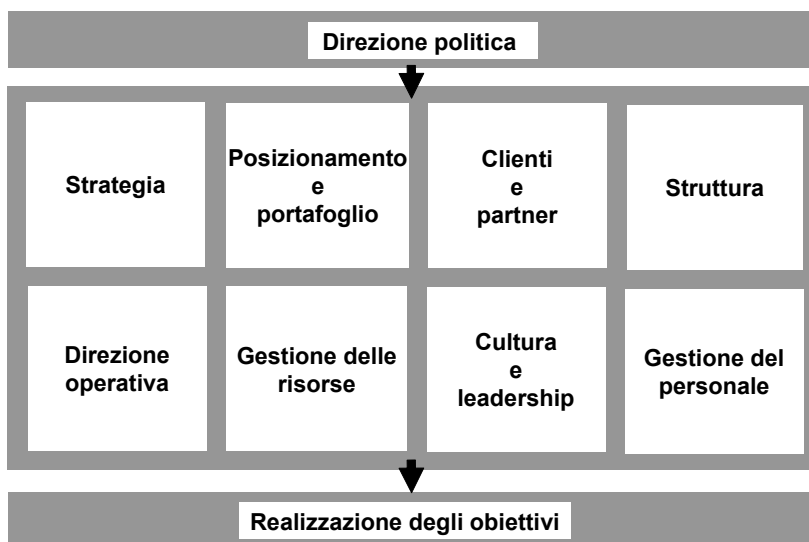 Direzione politica
Strategia
Posizionamento
e
portafoglio
Clienti
e
partner
Struttura
Direzione
operativa
Gestione delle
risorse
Cultura
e
leadership
Gestione del
personale
Realizzazione degli obiettivi